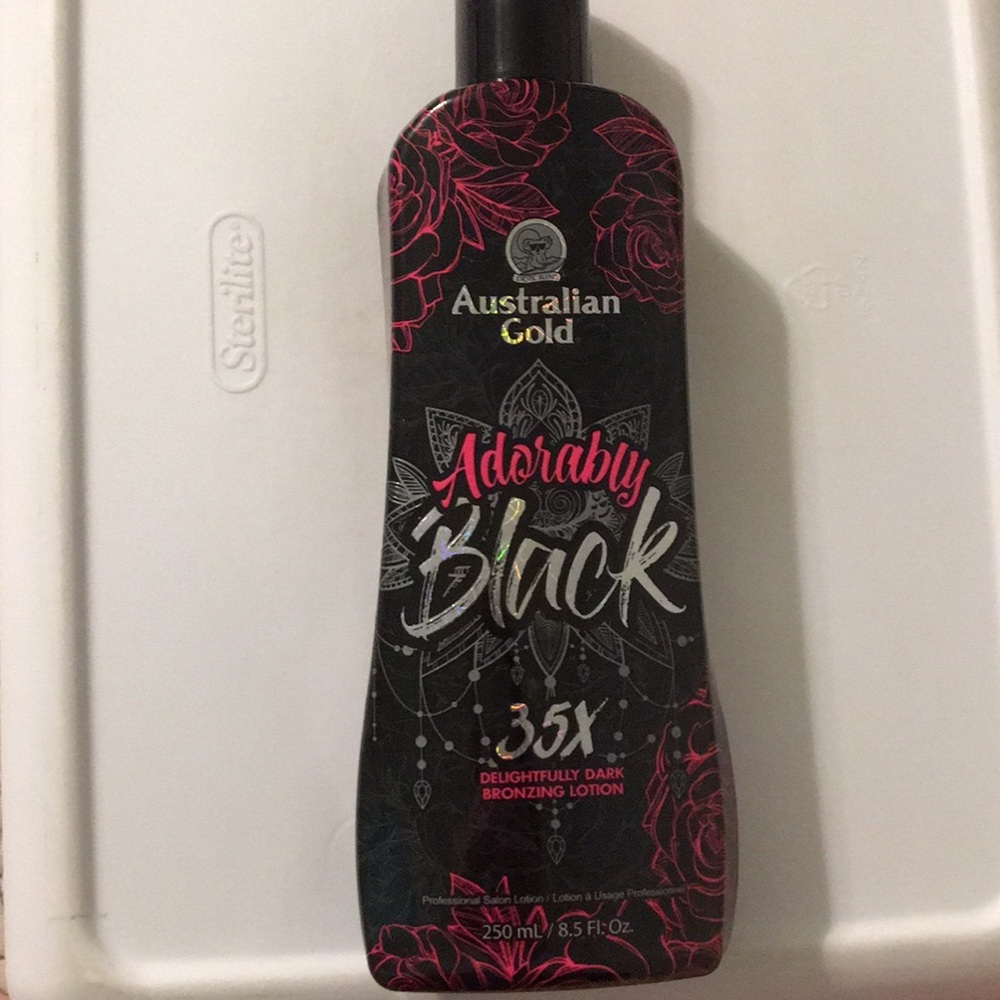 Sterilite®
Australian
Gold
Adorably
Black
35X
DELIGHTFULLY DARK
BRONZING LOTION
Professional Salon Lotion / Lotion à Usage Professionnel
250 mL / 8.5 Fl. Oz.